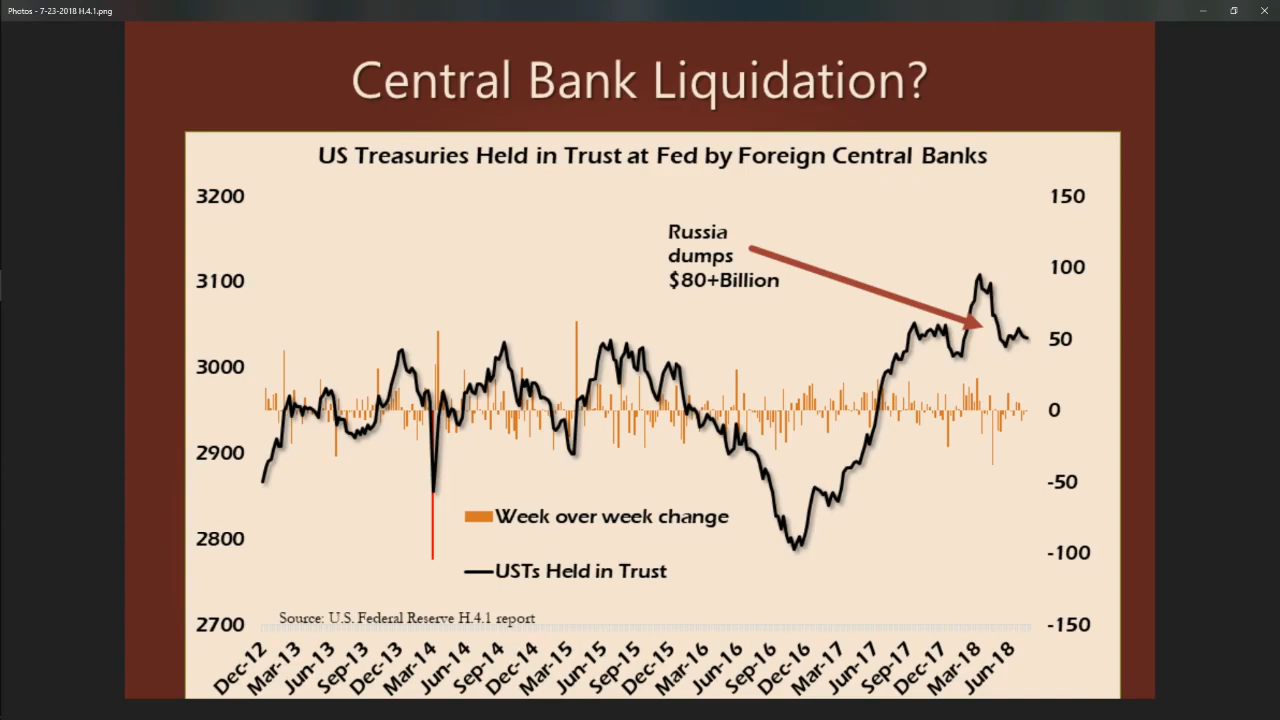 Photos - 7-23-2018 H.4.1.png
Central Bank Liquidation?
US Treasuries Held in Trust at Fed by Foreign Central Banks
3200
3100
3000
2900
2800
2700
150
100
50
0
-50
-100
-150
Russia
dumps
$80+Billion
Week over week change
USTs Held in Trust
Source: U.S. Federal Reserve H.4.1 report
Dec-12
Mar-13
Jun-13
Sep-13
Dec-13
Mar-14
Jun-14
Sep-14
Dec-14
Mar-15
Jun-15
Sep-15
Dec-15
Mar-16
Jun-16
Sep-16
Dec-16
Mar-17
Jun-17
Sep-17
Dec-17
Mar-18
Jun-18